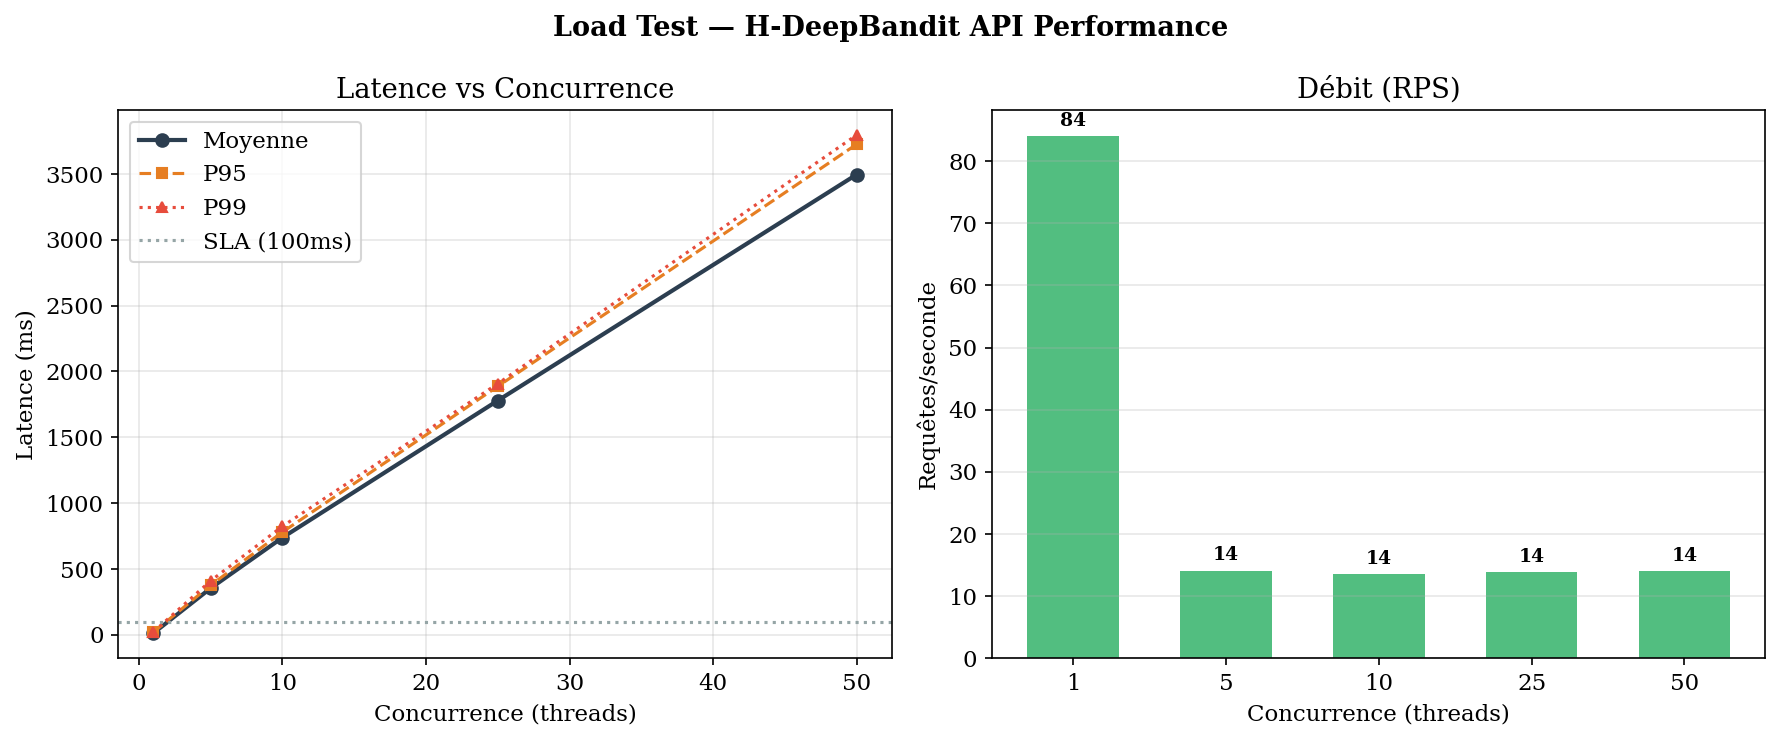 Load Test — H-DeepBandit API Performance
Latence vs Concurrence
Moyenne
P95
P99
SLA (100ms)
Latence (ms)
3500
3000
2500
2000
1500
1000
500
0
0 10 20 30 40 50
Concurrence (threads)
Débit (RPS)
Requêtes/seconde
80
70
60
50
40
30
20
10
0
84
14
14
14
14
1 5 10 25 50
Concurrence (threads)